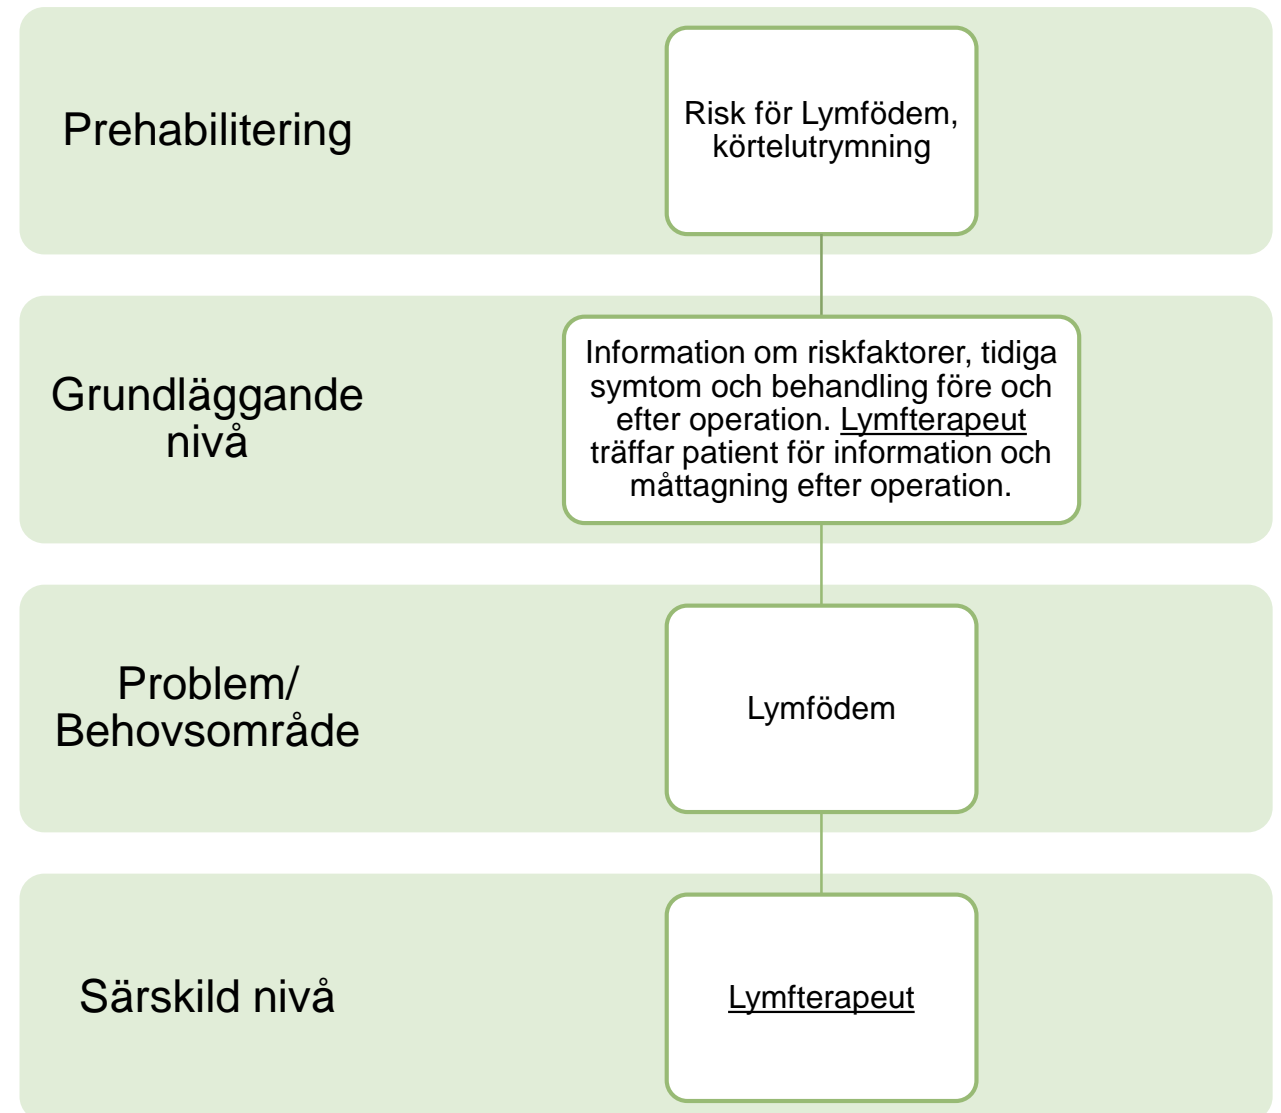 Prehabilitering
Risk för Lymfödem,
körtelutrymning
Grundläggande
nivå
Information om riskfaktorer, tidiga
symtom och behandling före och
efter operation. Lymfterapeut
träffar patient för information och
måttagning efter operation.
Problem/
Behovsområde
Lymfödem
Särskild nivå
Lymfterapeut